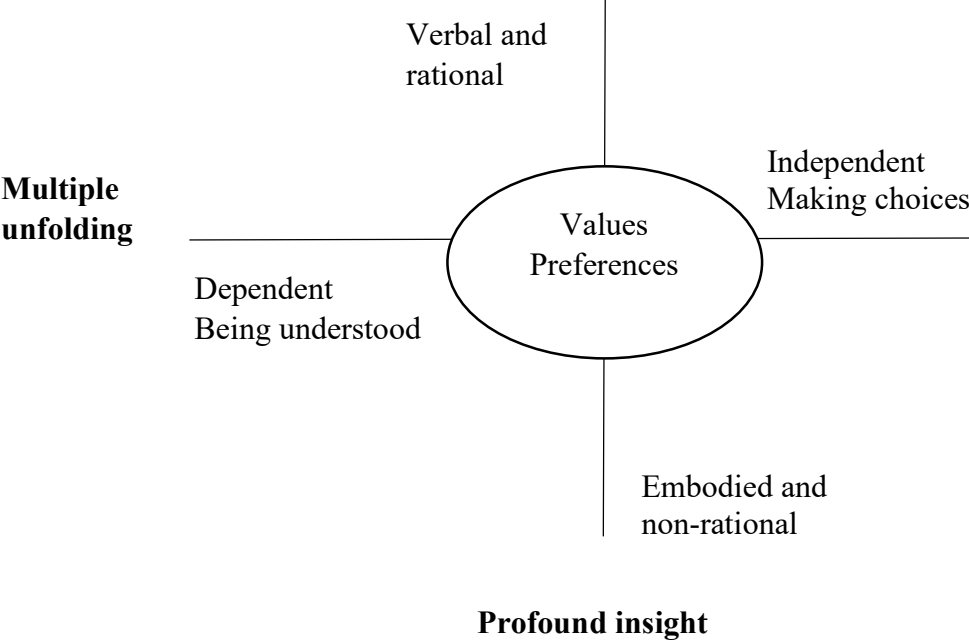 Verbal and
rational
Independent
Making choices
Multiple
unfolding
Values
Preferences
Dependent
Being understood
Embodied and
non-rational
Profound insight